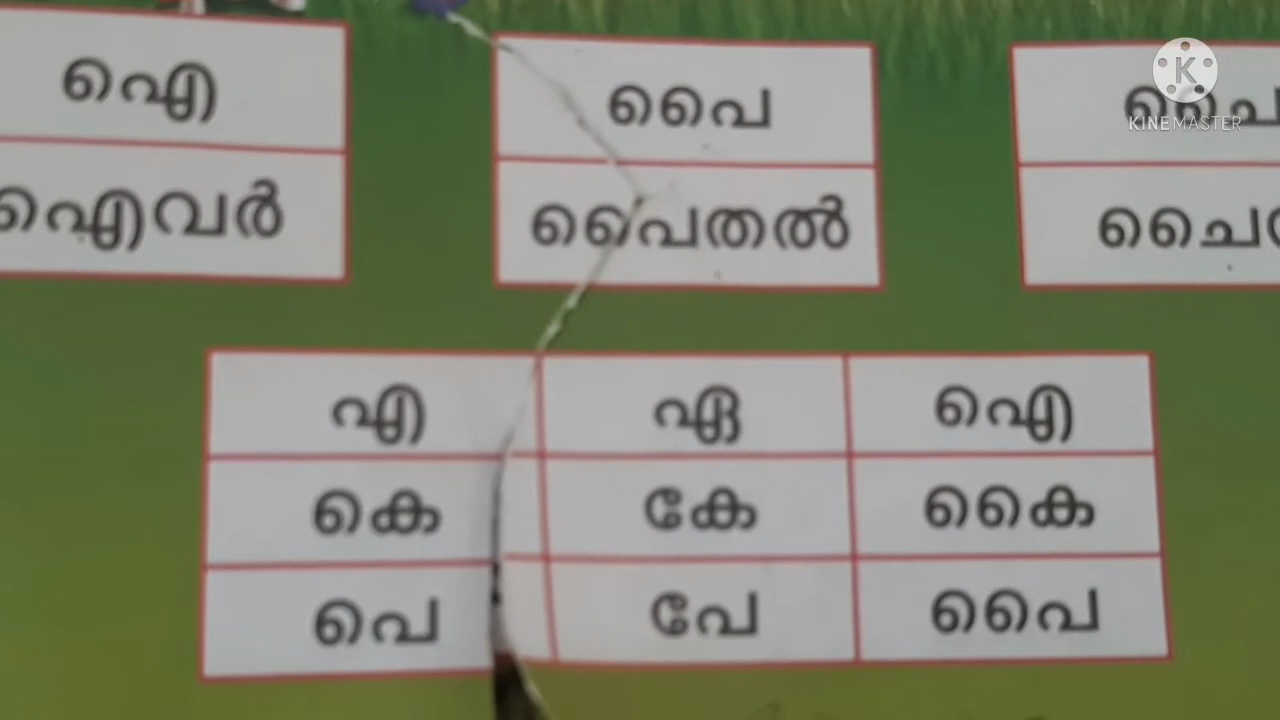 ഐ പൈ ചൈ
KINEMASTER
ഐവർ പൈതൽ
എ ഏ ഐ
കെ കേ കൈ
പെ പേ പൈ